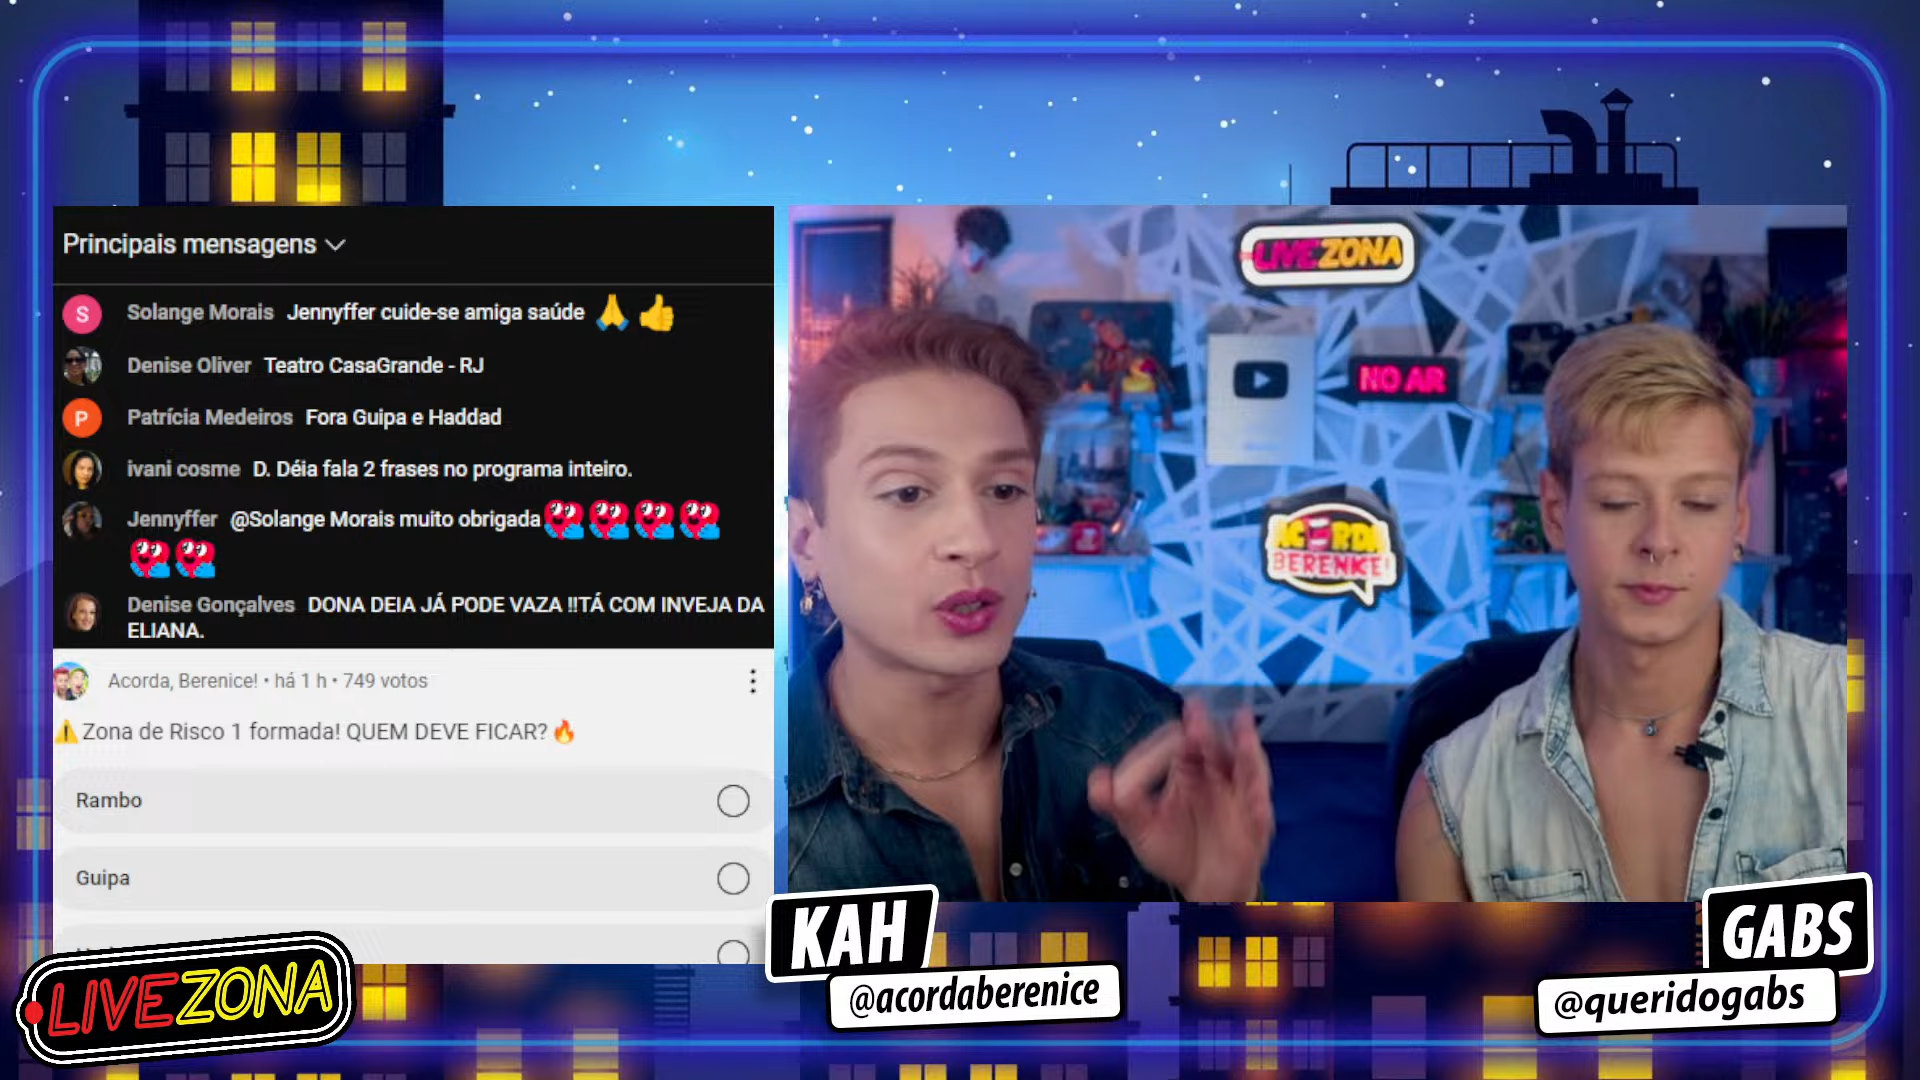 Principais mensagens
S Solange Morais Jennyffer cuide-se amiga saúde 🙏 👍
Denise Oliver Teatro CasaGrande - RJ
P Patrícia Medeiros Fora Guipa e Haddad
ivani cosme D. Déia fala 2 frases no programa inteiro.
Jennyffer @Solange Morais muito obrigada
Denise Gonçalves DONA DEIA JÁ PODE VAZA !!TÁ COM INVEJA DA
ELIANA.
Acorda, Berenice! • há 1 h • 749 votos
⚠️ Zona de Risco 1 formada! QUEM DEVE FICAR? 🔥
Rambo
Guipa
LIVEZONA
LIVEZONA
NO AR
ACORDA
BERENICE!
KAH
@acordaberenice
GABS
@queridogabs